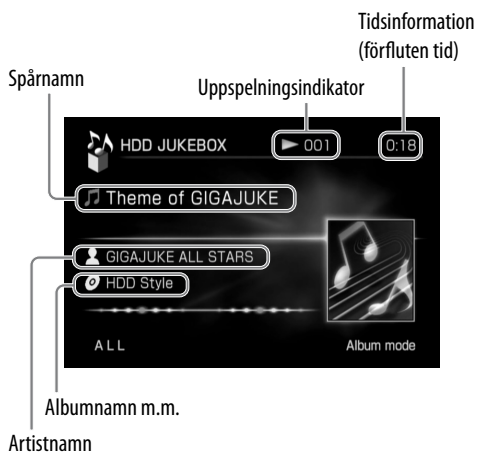 Tidsinformation
(förfluten tid)
Spårnamn
Uppspelningsindikator
HDD JUKEBOX
001
0:18
Theme of GIGAJUKE
GIGAJUKE ALL STARS
HDD Style
ALL
Album mode
Albumnamn m.m.
Artistnamn